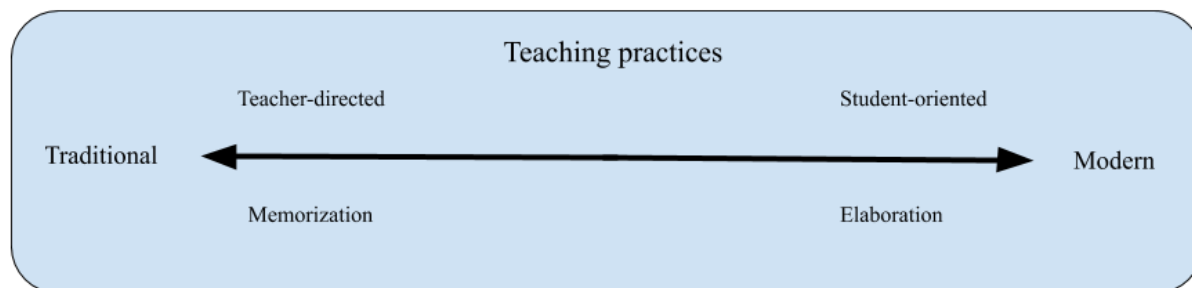 Teaching practices
Teacher-directed
Student-oriented
Traditional
Modern
Memorization
Elaboration